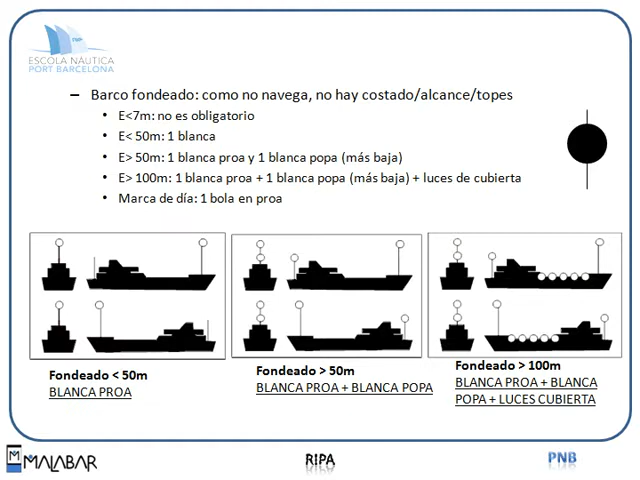 ESCOLA NÁUTICA
PORT BARCELONA
– Barco fondeado: como no navega, no hay costado/alcance/topes
• E<7m: no es obligatorio
• E< 50m: 1 blanca
• E> 50m: 1 blanca proa y 1 blanca popa (más baja)
• E> 100m: 1 blanca proa + 1 blanca popa (más baja) + luces de cubierta
• Marca de día: 1 bola en proa
Fondeado < 50m
BLANCA PROA
Fondeado > 50m
BLANCA PROA + BLANCA POPA
Fondeado > 100m
BLANCA PROA + BLANCA
POPA + LUCES CUBIERTA
M MALABAR
RIPA
PNB